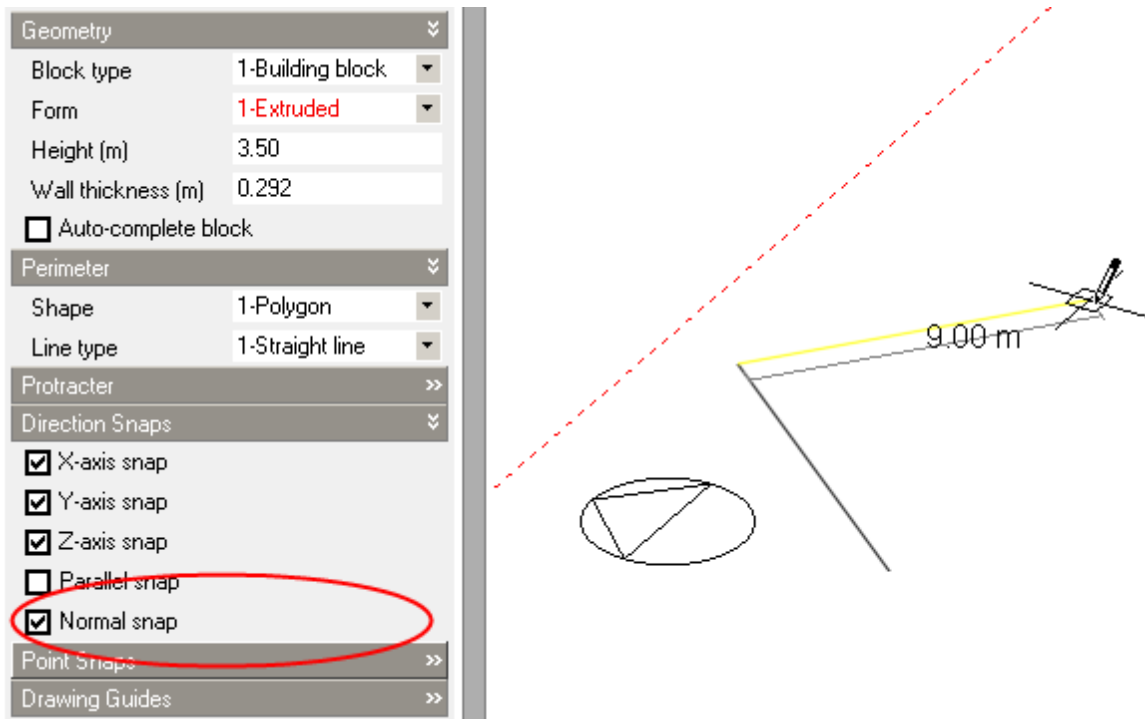 Geometry
Block type 1-Building block
Form 1-Extruded
Height (m) 3.50
Wall thickness (m) 0.292
Auto-complete block
Perimeter
Shape 1-Polygon
Line type 1-Straight line
Protracter
Direction Snaps
X-axis snap
Y-axis snap
Z-axis snap
Parallel snap
Normal snap
Point Snaps
Drawing Guides
9.00 m